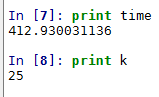 In [7]: print time
412.930031136
In [8]: print k
25